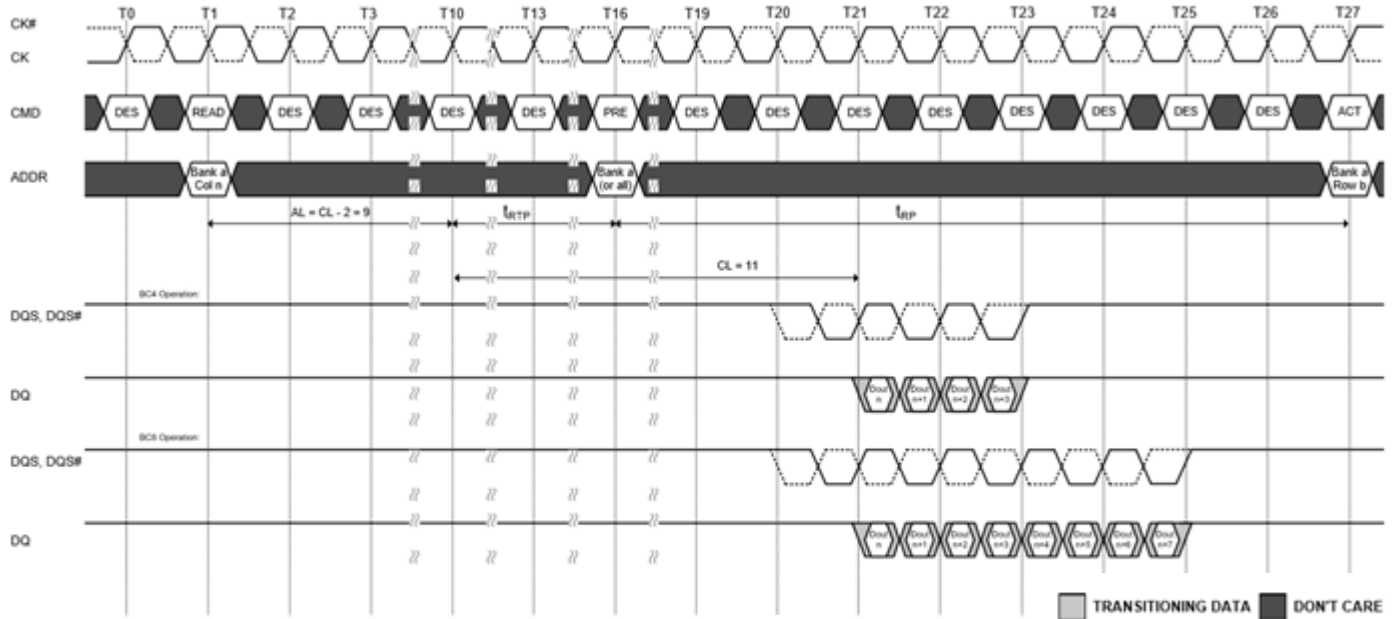 T0 T1 T2 T3 T10 T13 T16 T19 T20 T21 T22 T23 T24 T25 T26 T27
CK#
CK
CMD DES READ DES DES DES DES PRE DES DES DES DES DES DES DES DES ACT
ADDR
Bank a
Col n
Bank a
(or all)
Bank a
Row b
AL = CL - 2 = 9
tRTP
tRP
CL = 11
BC4 Operation:
DQS, DQS#
DQ
Dout
n
Dout
n+1
Dout
n+2
Dout
n+3
BC8 Operation:
DQS, DQS#
DQ
Dout
n
Dout
n+1
Dout
n+2
Dout
n+3
Dout
n+4
Dout
n+5
Dout
n+6
Dout
n+7
TRANSITIONING DATA
DON'T CARE